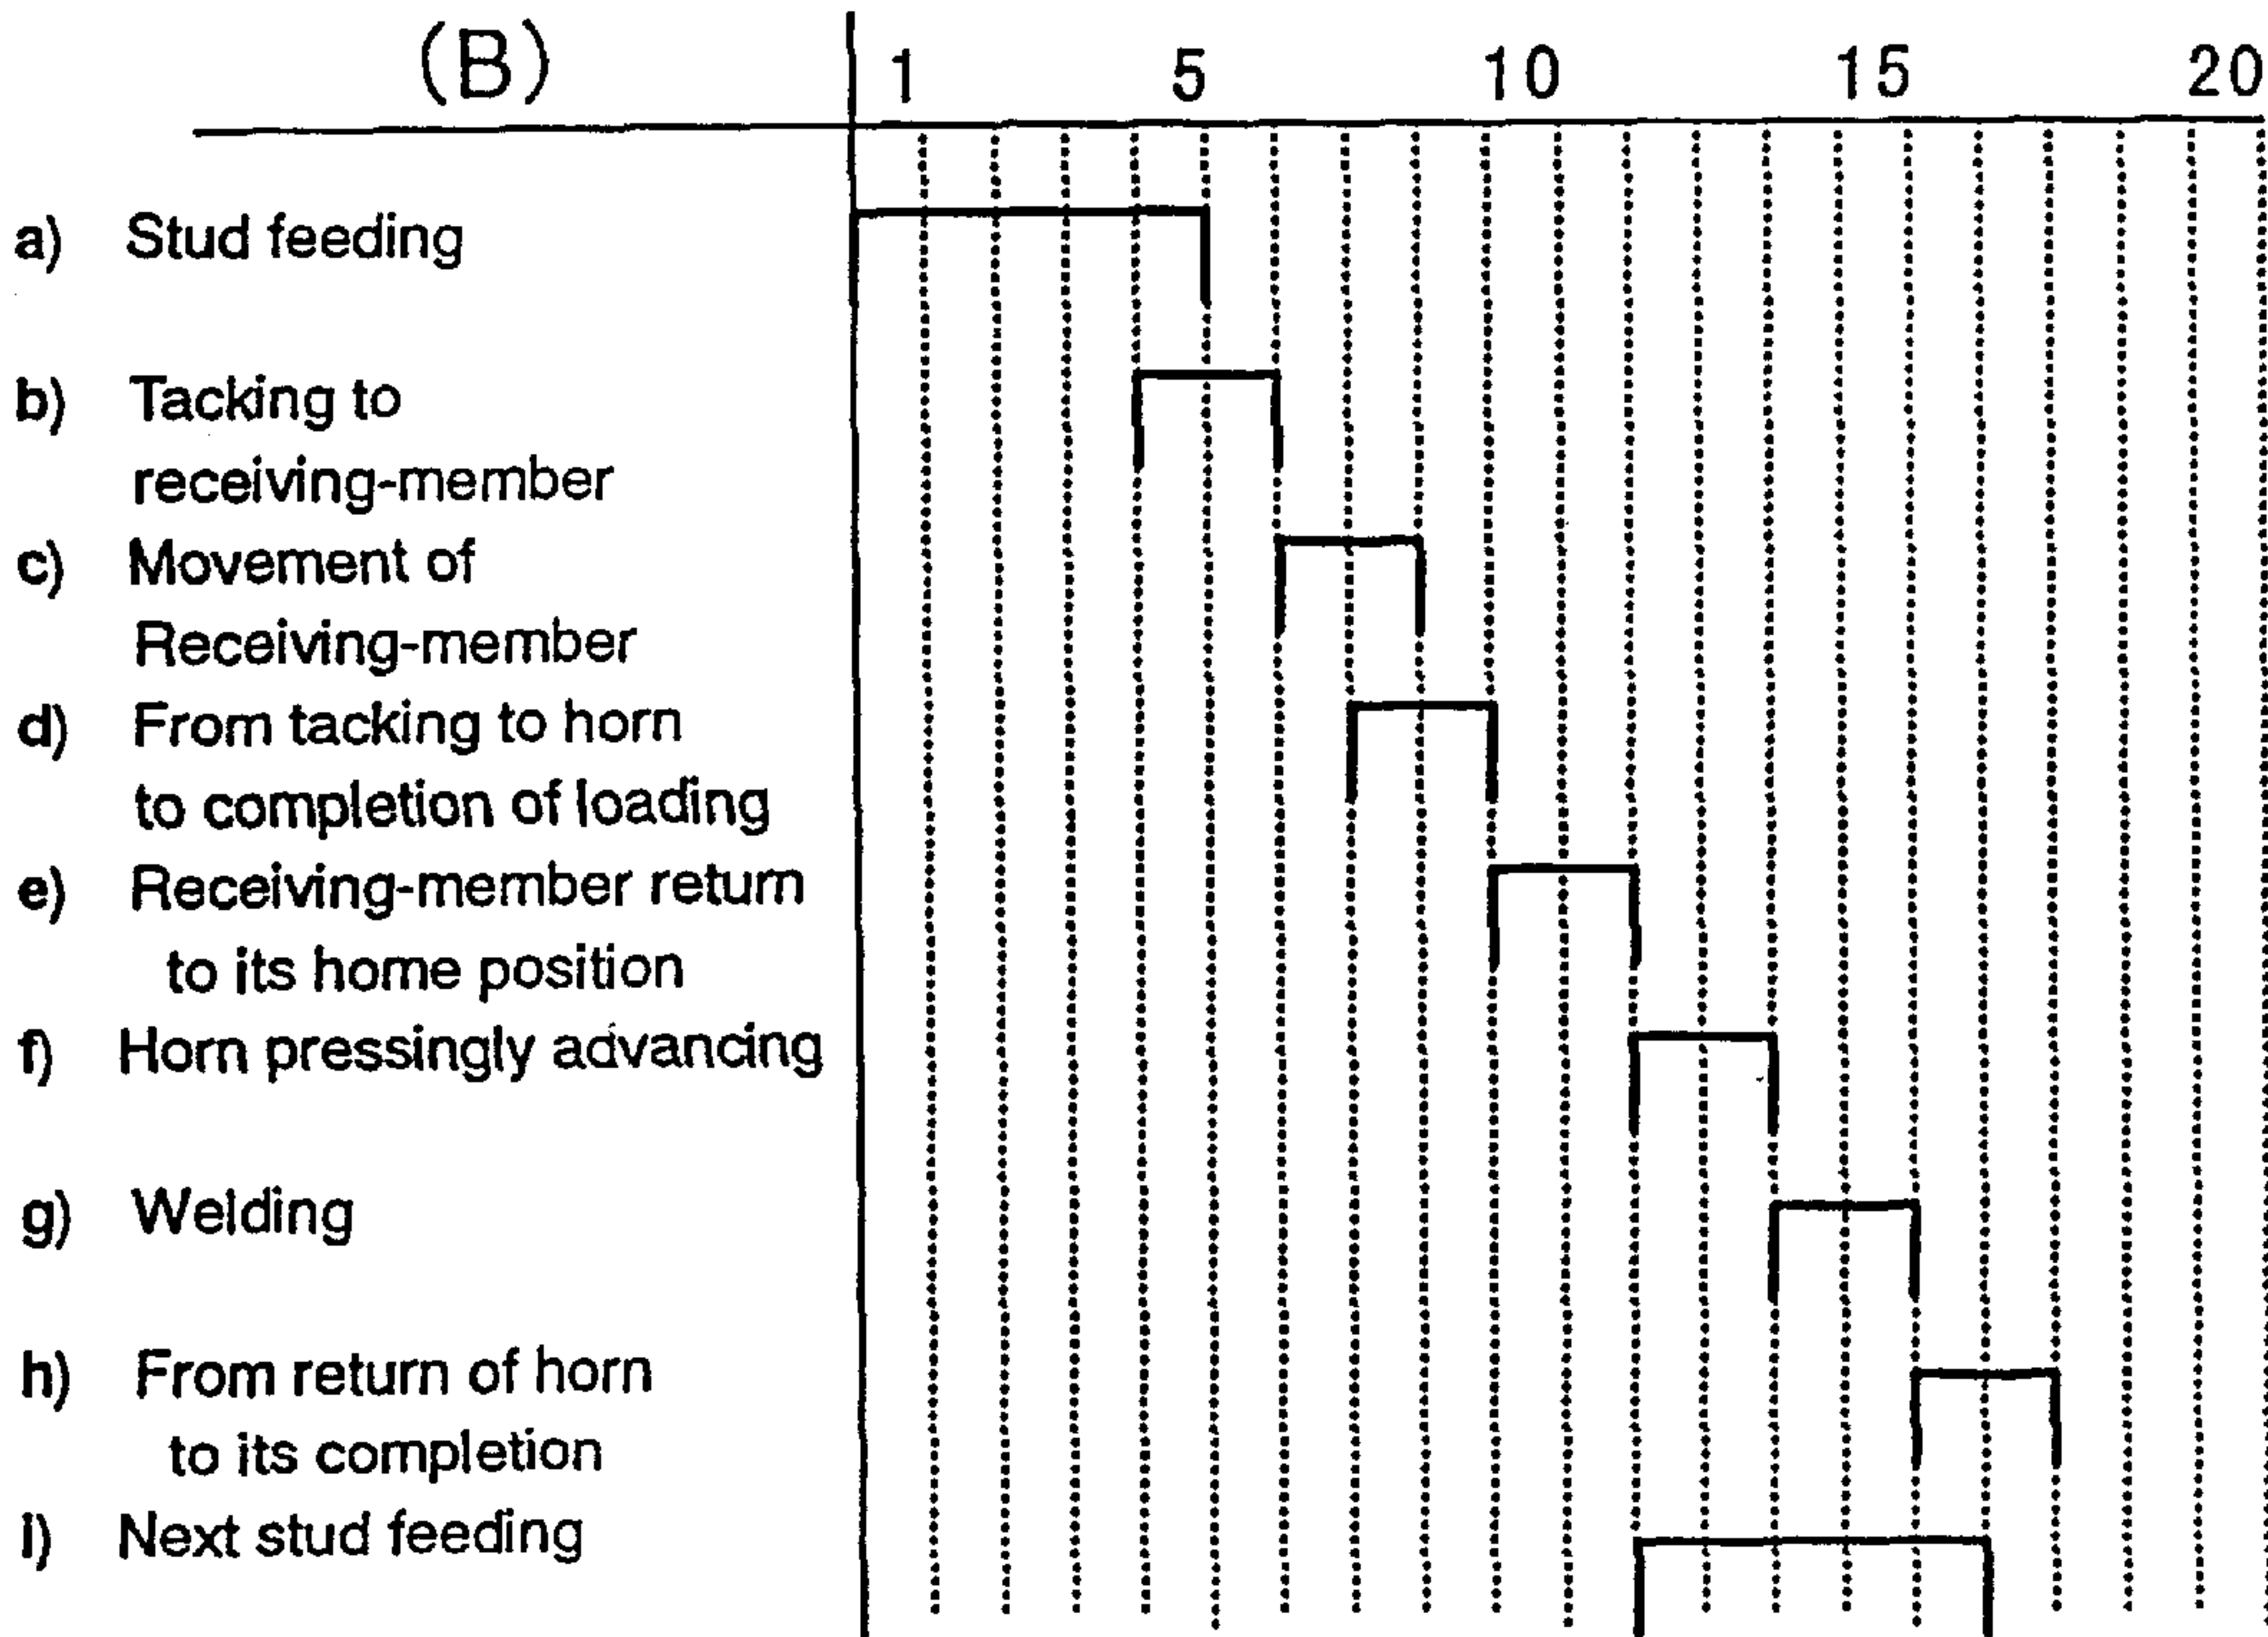 (B) 1 5 10 15 20
a) Stud feeding
b) Tacking to
receiving-member
c) Movement of
Receiving-member
d) From tacking to horn
to completion of loading
e) Receiving-member return
to its home position
f) Horn pressingly advancing
g) Welding
h) From return of horn
to its completion
i) Next stud feeding